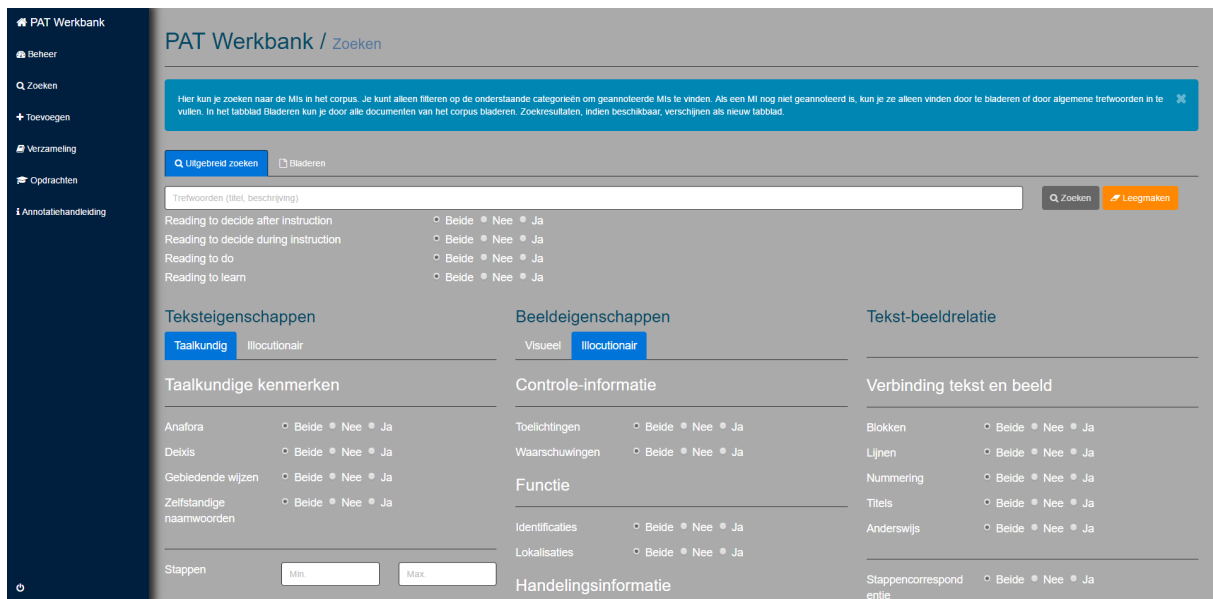 PAT Werkbank
Beheer
Zoeken
Toevoegen
Verzameling
Opdrachten
Annotatiehandleiding
PAT Werkbank / Zoeken
Hier kun je zoeken naar de MIs in het corpus. Je kunt alleen filteren op de onderstaande categorieën om geannoteerde MIs te vinden. Als een MI nog niet geannoteerd is, kun je ze alleen vinden door te bladeren of door algemene trefwoorden in te
vullen. In het tabblad Bladeren kun je door alle documenten van het corpus bladeren. Zoekresultaten, indien beschikbaar, verschijnen als nieuw tabblad.
Uitgebreid zoeken Bladeren
Trefwoorden (titel, beschrijving) Zoeken Leegmaken
Reading to decide after instruction Beide Nee Ja
Reading to decide during instruction Beide Nee Ja
Reading to do Beide Nee Ja
Reading to learn Beide Nee Ja
Teksteigenschappen
Taalkundig Illocutionair
Taalkundige kenmerken
Anafora Beide Nee Ja
Deixis Beide Nee Ja
Gebiedende wijzen Beide Nee Ja
Zelfstandige Beide Nee Ja
naamwoorden
Stappen Min. Max.
Beeldeigenschappen
Visueel Illocutionair
Controle-informatie
Toelichtingen Beide Nee Ja
Waarschuwingen Beide Nee Ja
Functie
Identificaties Beide Nee Ja
Lokalisaties Beide Nee Ja
Handelingsinformatie
Tekst-beeldrelatie
Verbinding tekst en beeld
Blokken Beide Nee Ja
Lijnen Beide Nee Ja
Nummering Beide Nee Ja
Titels Beide Nee Ja
Anderswijs Beide Nee Ja
Stappencorrespond Beide Nee Ja
entie